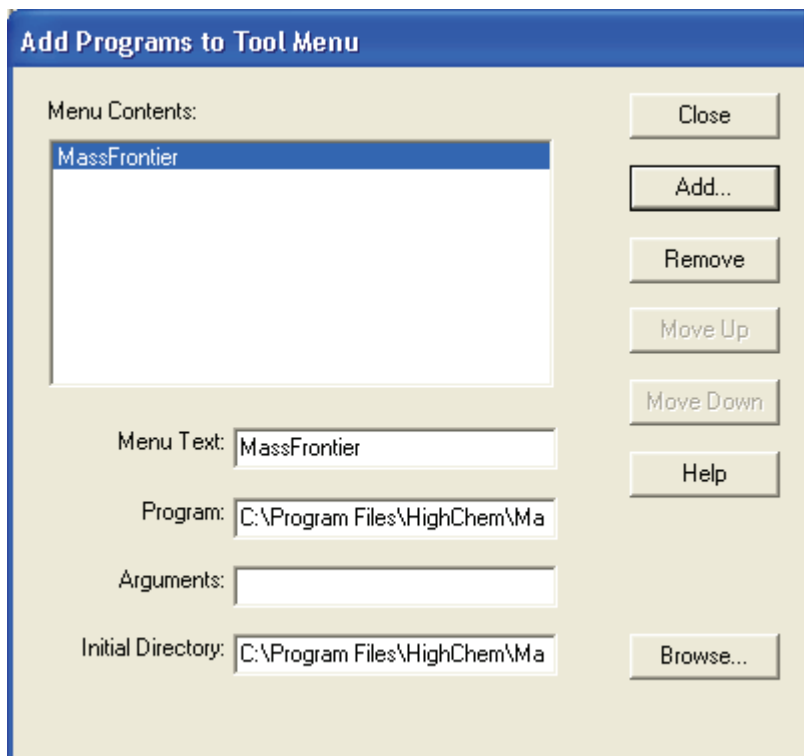 Add Programs to Tool Menu
Menu Contents:
MassFrontier
Close
Add...
Remove
Move Up
Move Down
Help
Menu Text: MassFrontier
Program: C:\Program Files\HighChem\Ma
Arguments:
Initial Directory: C:\Program Files\HighChem\Ma
Browse...